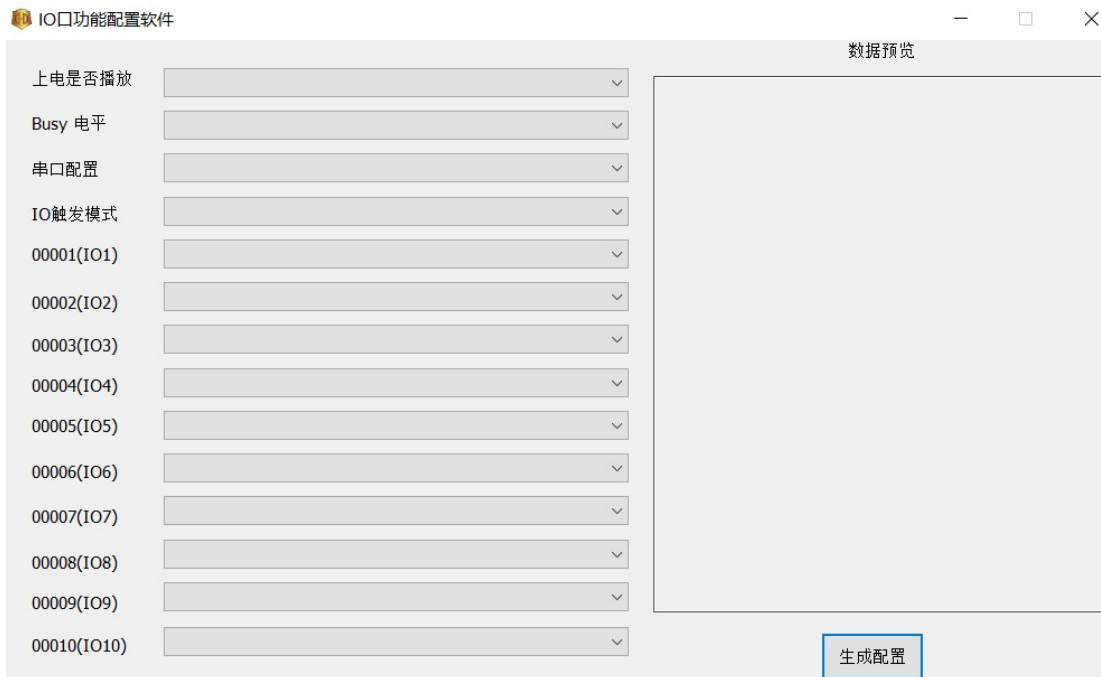 IO口功能配置软件
数据预览
上电是否播放
Busy 电平
串口配置
IO触发模式
00001(IO1)
00002(IO2)
00003(IO3)
00004(IO4)
00005(IO5)
00006(IO6)
00007(IO7)
00008(IO8)
00009(IO9)
00010(IO10)
生成配置